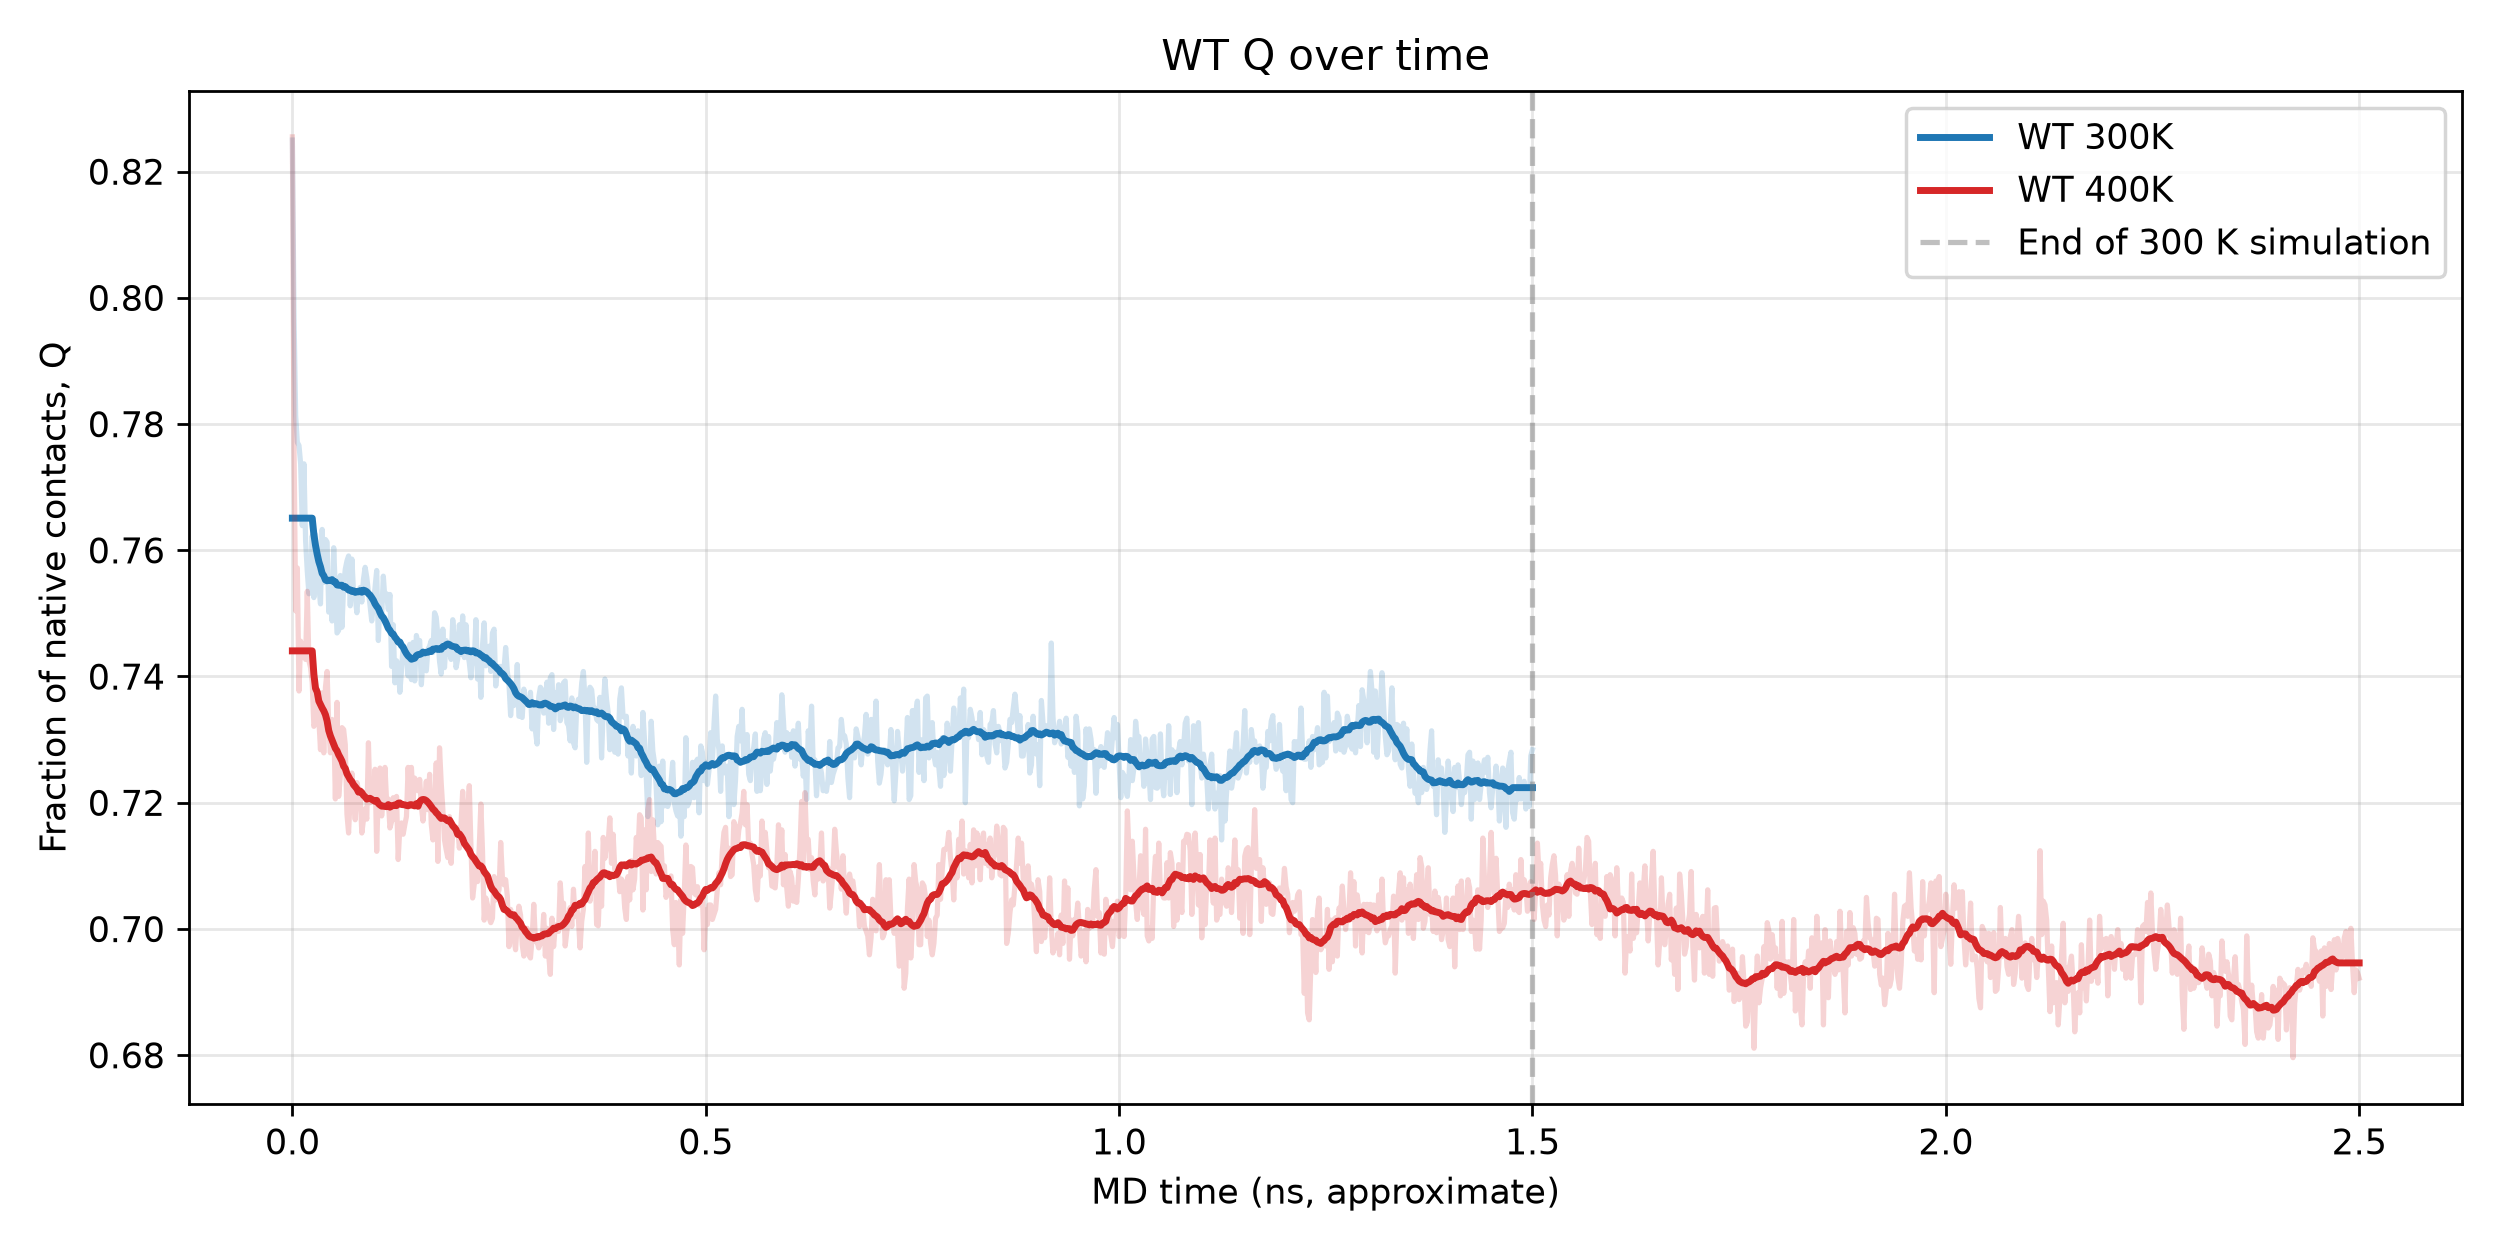 WT Q over time
WT 300K
WT 400K
End of 300 K simulation
Fraction of native contacts, Q
0.82
0.80
0.78
0.76
0.74
0.72
0.70
0.68
0.0
0.5
1.0
1.5
2.0
2.5
MD time (ns, approximate)